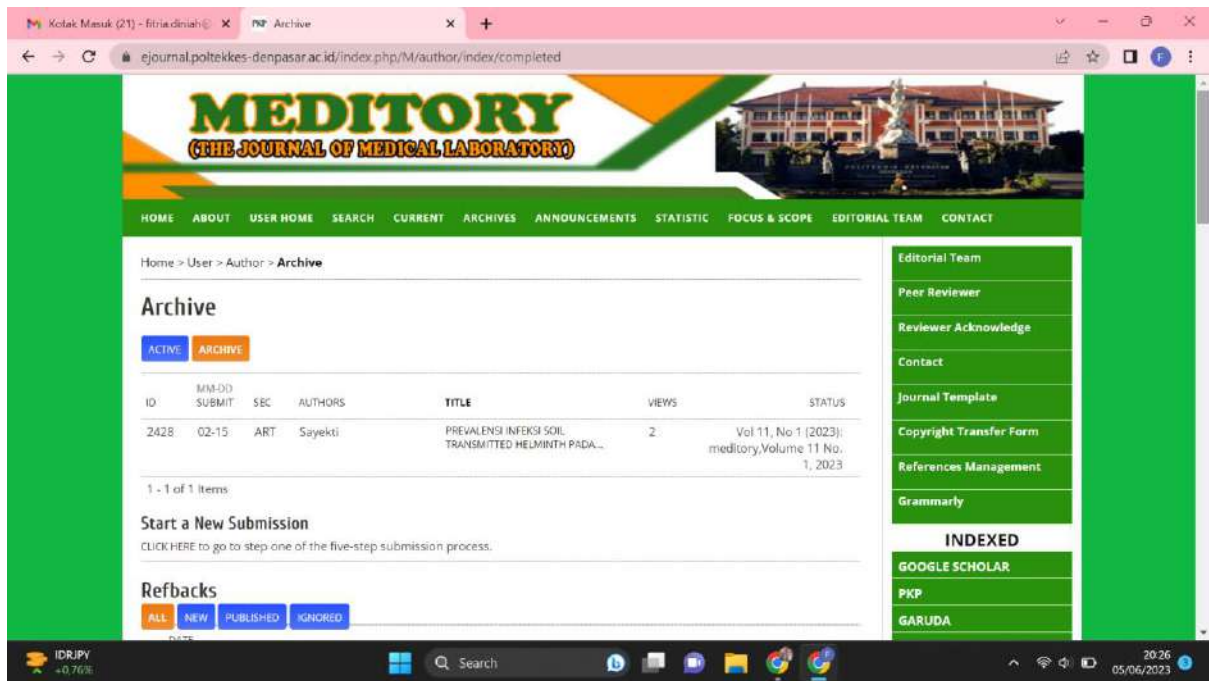 Kotak Masuk (21) - fitria.diniah@
Archive
ejournal.poltekkes-denpasar.ac.id/index.php/M/author/index/completed
MEDITORY
(THE JOURNAL OF MEDICAL LABORATORY)
HOME ABOUT USER HOME SEARCH CURRENT ARCHIVES ANNOUNCEMENTS STATISTIC FOCUS & SCOPE EDITORIAL TEAM CONTACT
Home > User > Author > Archive
Archive
ACTIVE ARCHIVE
MM-DD
ID SUBMIT SEC AUTHORS TITLE VIEWS STATUS
2428 02-15 ART Sayekti PREVALENSI INFEKSI SOIL 2 Vol 11, No 1 (2023):
TRANSMITTED HELMINTH PADA... meditory,Volume 11 No.
1, 2023
1 - 1 of 1 Items
Start a New Submission
CLICK HERE to go to step one of the five-step submission process.
Refbacks
ALL NEW PUBLISHED IGNORED
DATE
Editorial Team
Peer Reviewer
Reviewer Acknowledge
Contact
Journal Template
Copyright Transfer Form
References Management
Grammarly
INDEXED
GOOGLE SCHOLAR
PKP
GARUDA
IDRJPY
+0,76%
Search
20:26
05/06/2023
3